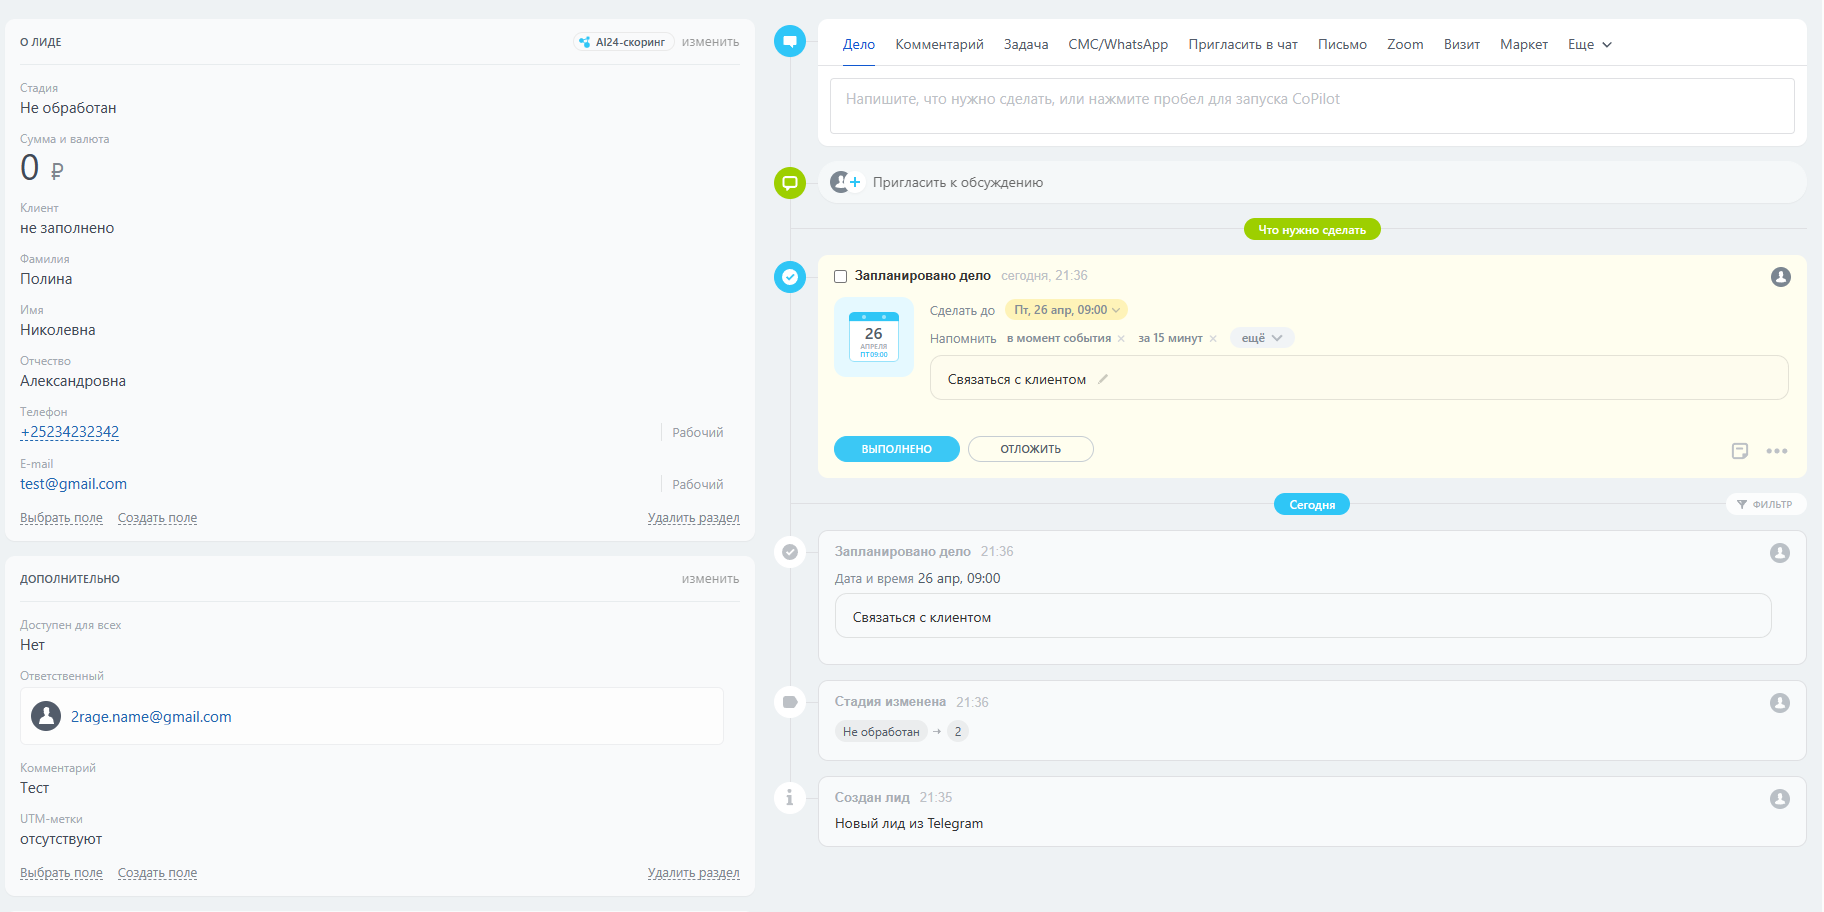 О ЛИДЕ
AI24-скоринг
изменить
Стадия
Не обработан
Сумма и валюта
0 ₽
Клиент
не заполнено
Фамилия
Полина
Имя
Николевна
Отчество
Александровна
Телефон
+25234232342
Рабочий
E-mail
test@gmail.com
Рабочий
Выбрать поле Создать поле
Удалить раздел
ДОПОЛНИТЕЛЬНО
изменить
Доступен для всех
Нет
Ответственный
2rage.name@gmail.com
Комментарий
Тест
UTM-метки
отсутствуют
Выбрать поле Создать поле
Удалить раздел
Дело Комментарий Задача СМС/WhatsApp Пригласить в чат Письмо Zoom Визит Маркет Еще
Напишите, что нужно сделать, или нажмите пробел для запуска CoPilot
Пригласить к обсуждению
Что нужно сделать
Запланировано дело сегодня, 21:36
26
АПРЕЛЯ
ПТ 09:00
Сделать до Пт, 26 апр, 09:00
Напомнить в момент события за 15 минут ещё
Связаться с клиентом
ВЫПОЛНЕНО ОТЛОЖИТЬ
Сегодня
ФИЛЬТР
Запланировано дело 21:36
Дата и время 26 апр, 09:00
Связаться с клиентом
Стадия изменена 21:36
Не обработан → 2
Создан лид 21:35
Новый лид из Telegram